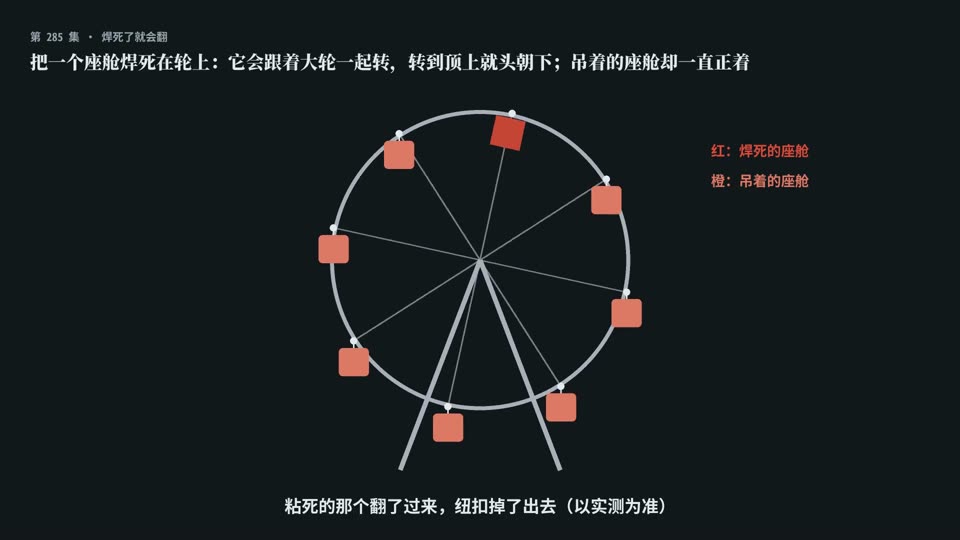 第 285 集 · 焊死了就会翻
把一个座舱焊死在轮上：它会跟着大轮一起转，转到顶上就头朝下；吊着的座舱却一直正着
红：焊死的座舱
橙：吊着的座舱
粘死的那个翻了过来，纽扣掉了出去（以实测为准）